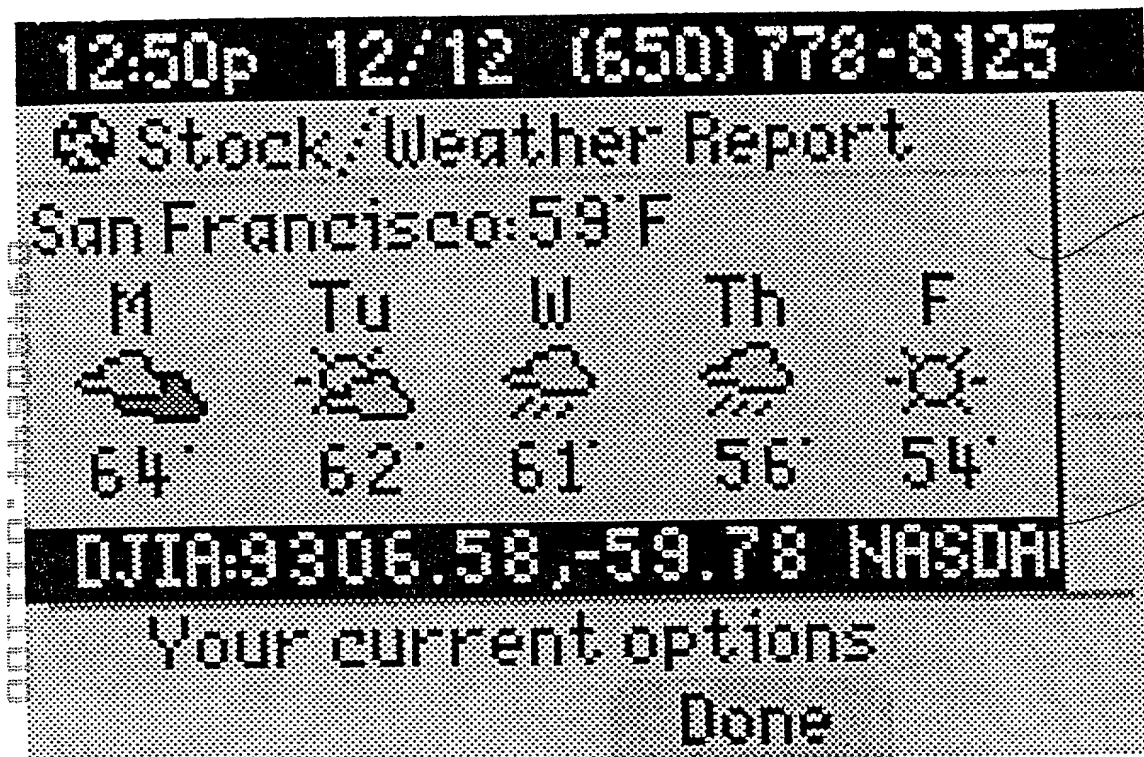 12:50p 12/12 (650) 778-8125
Stock/Weather Report
San Francisco:59°F
M Tu W Th F
64° 62° 61° 56° 54°
DJIA:9306.58,-59.78 NASDA
Your current options
Done